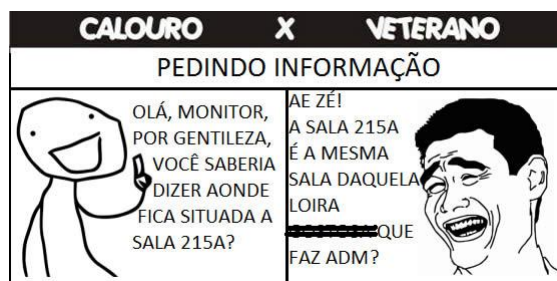 CALOURO X VETERANO
PEDINDO INFORMAÇÃO
OLÁ, MONITOR,
POR GENTILEZA,
VOCÊ SABERIA
DIZER AONDE
FICA SITUADA A
SALA 215A?
AE ZÉ!
A SALA 215A
É A MESMA
SALA DAQUELA
LOIRA
QUE
FAZ ADM?